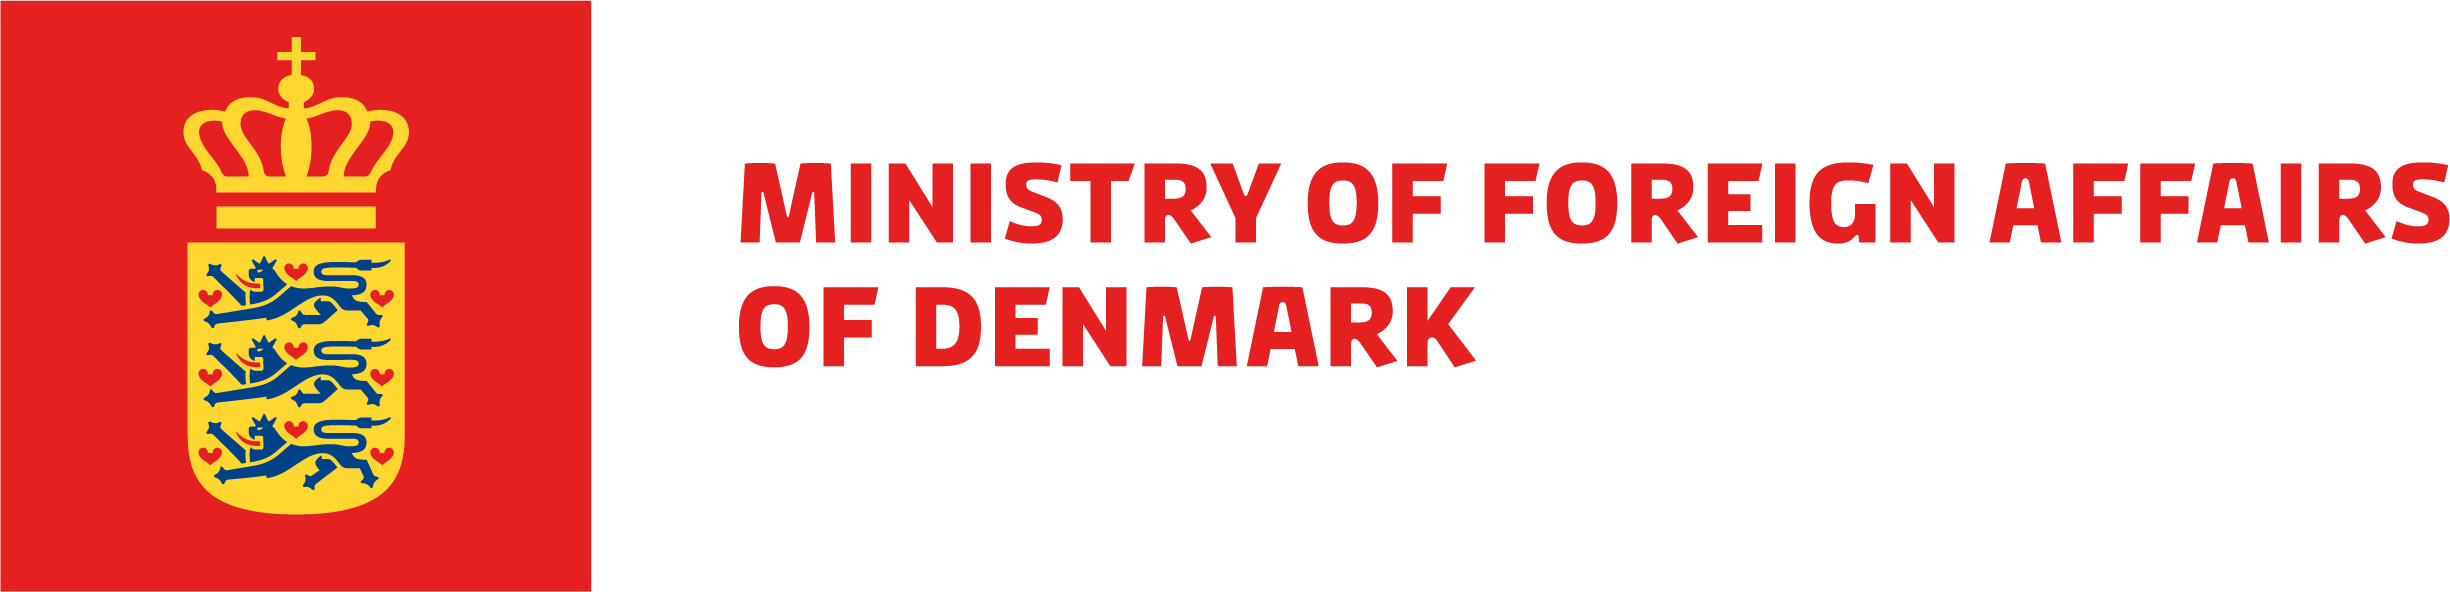 MINISTRY OF FOREIGN AFFAIRS
OF DENMARK